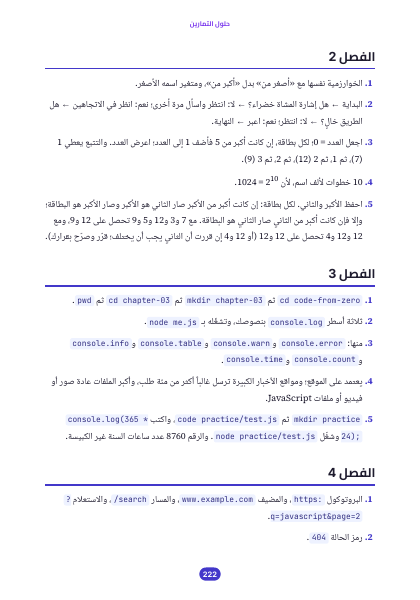 حلول التمارين
الفصل 2
1. الخوارزمية نفسها مع «أصغر من» بدل «أكبر من»، ومتغير اسمه الأصغر.
2. البداية ← هل إشارة المشاة خضراء؟ ← لا: انتظر واسأل مرة أخرى؛ نعم: انظر في الاتجاهين ← هل
الطريق خالٍ؟ ← لا: انتظر؛ نعم: اعبر ← النهاية.
3. اجعل العدد = 0؛ لكل بطاقة، إن كانت أكبر من 5 فأضف 1 إلى العدد؛ اعرض العدد. والتتبع يعطي 1
(7)، ثم 1، ثم 2 (12)، ثم 2، ثم 3 (9).
4. 10 خطوات لألف اسم، لأن 2¹⁰ = 1024.
5. احفظ الأكبر والثاني. لكل بطاقة: إن كانت أكبر من الأكبر صار الثاني هو الأكبر وصار الأكبر هو البطاقة؛
وإلا فإن كانت أكبر من الثاني صار الثاني هو البطاقة. مع 7 و3 و12 و5 و9 تحصل على 12 و9، ومع
12 و12 و4 تحصل على 12 و12 (أو 12 و4 إن قررت أن الثاني يجب أن يختلف؛ قرّر وصرّح بقرارك).
الفصل 3
1. cd code-from-zero ثم mkdir chapter-03 ثم cd chapter-03 ثم pwd .
2. ثلاثة أسطر console.log بنصوصك، وتشغّله بـ node me.js .
3. منها: console.error و console.warn و console.table و console.info
و console.count و console.time .
4. يعتمد على الموقع؛ ومواقع الأخبار الكبيرة ترسل غالباً أكثر من مئة طلب، وأكبر الملفات عادة صور أو
فيديو أو ملفات JavaScript.
5. mkdir practice ثم code practice/test.js ، واكتب console.log(365 *
24); وشغّل node practice/test.js . والرقم 8760 عدد ساعات السنة غير الكبيسة.
الفصل 4
1. البروتوكول https: ، والمضيف www.example.com ، والمسار /search ، والاستعلام ?
q=javascript&page=2.
2. رمز الحالة 404 .
222